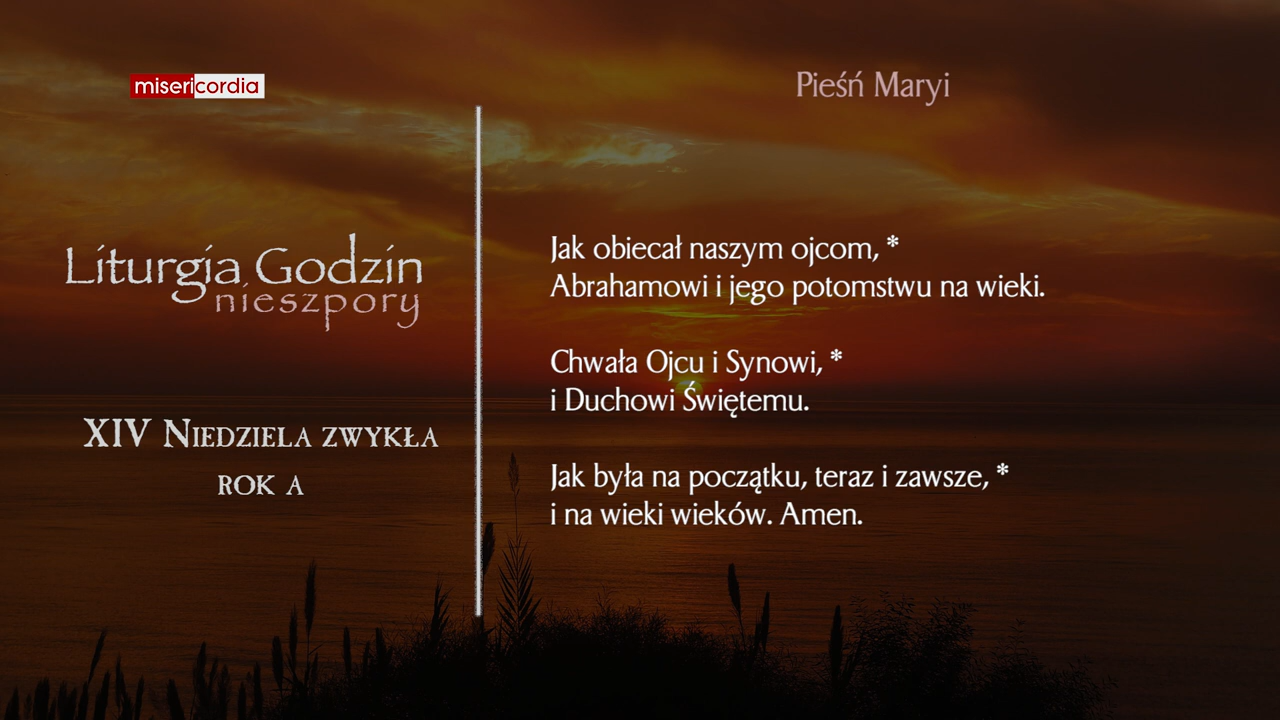 misericordia
Liturgia Godzin
nieszpory
XIV Niedziela zwykła
rok A
Pieśń Maryi
Jak obiecał naszym ojcom, *
Abrahamowi i jego potomstwu na wieki.
Chwała Ojcu i Synowi, *
i Duchowi Świętemu.
Jak była na początku, teraz i zawsze, *
i na wieki wieków. Amen.